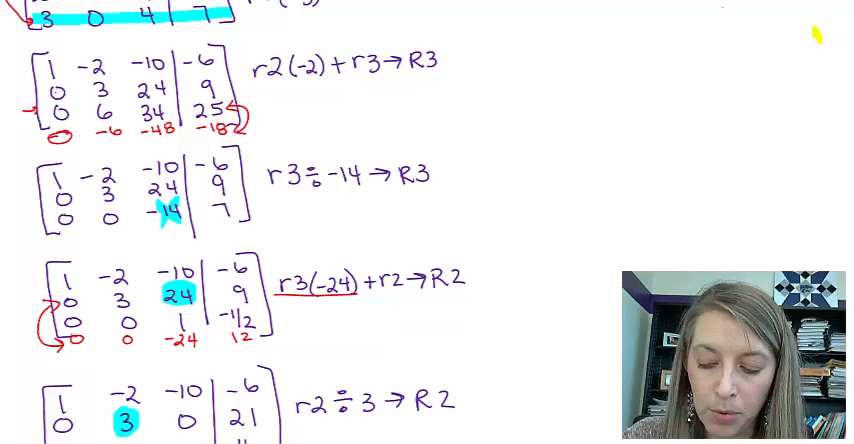 3 0 4 | 7
1 -2 -10 | -6 r2(-2)+r3→R3
0 3 24 | 9
0 6 34 | 25
0 -6 -48 -18
1 -2 -10 | -6 r3÷-14→R3
0 3 24 | 9
0 0 -14 | 7
1 -2 -10 | -6
0 3 24 | 9 r3(-24)+r2→R2
0 0 1 | -1/2
0 0 -24 12
1 -2 -10 | -6 r2÷3→R2
0 3 0 | 21